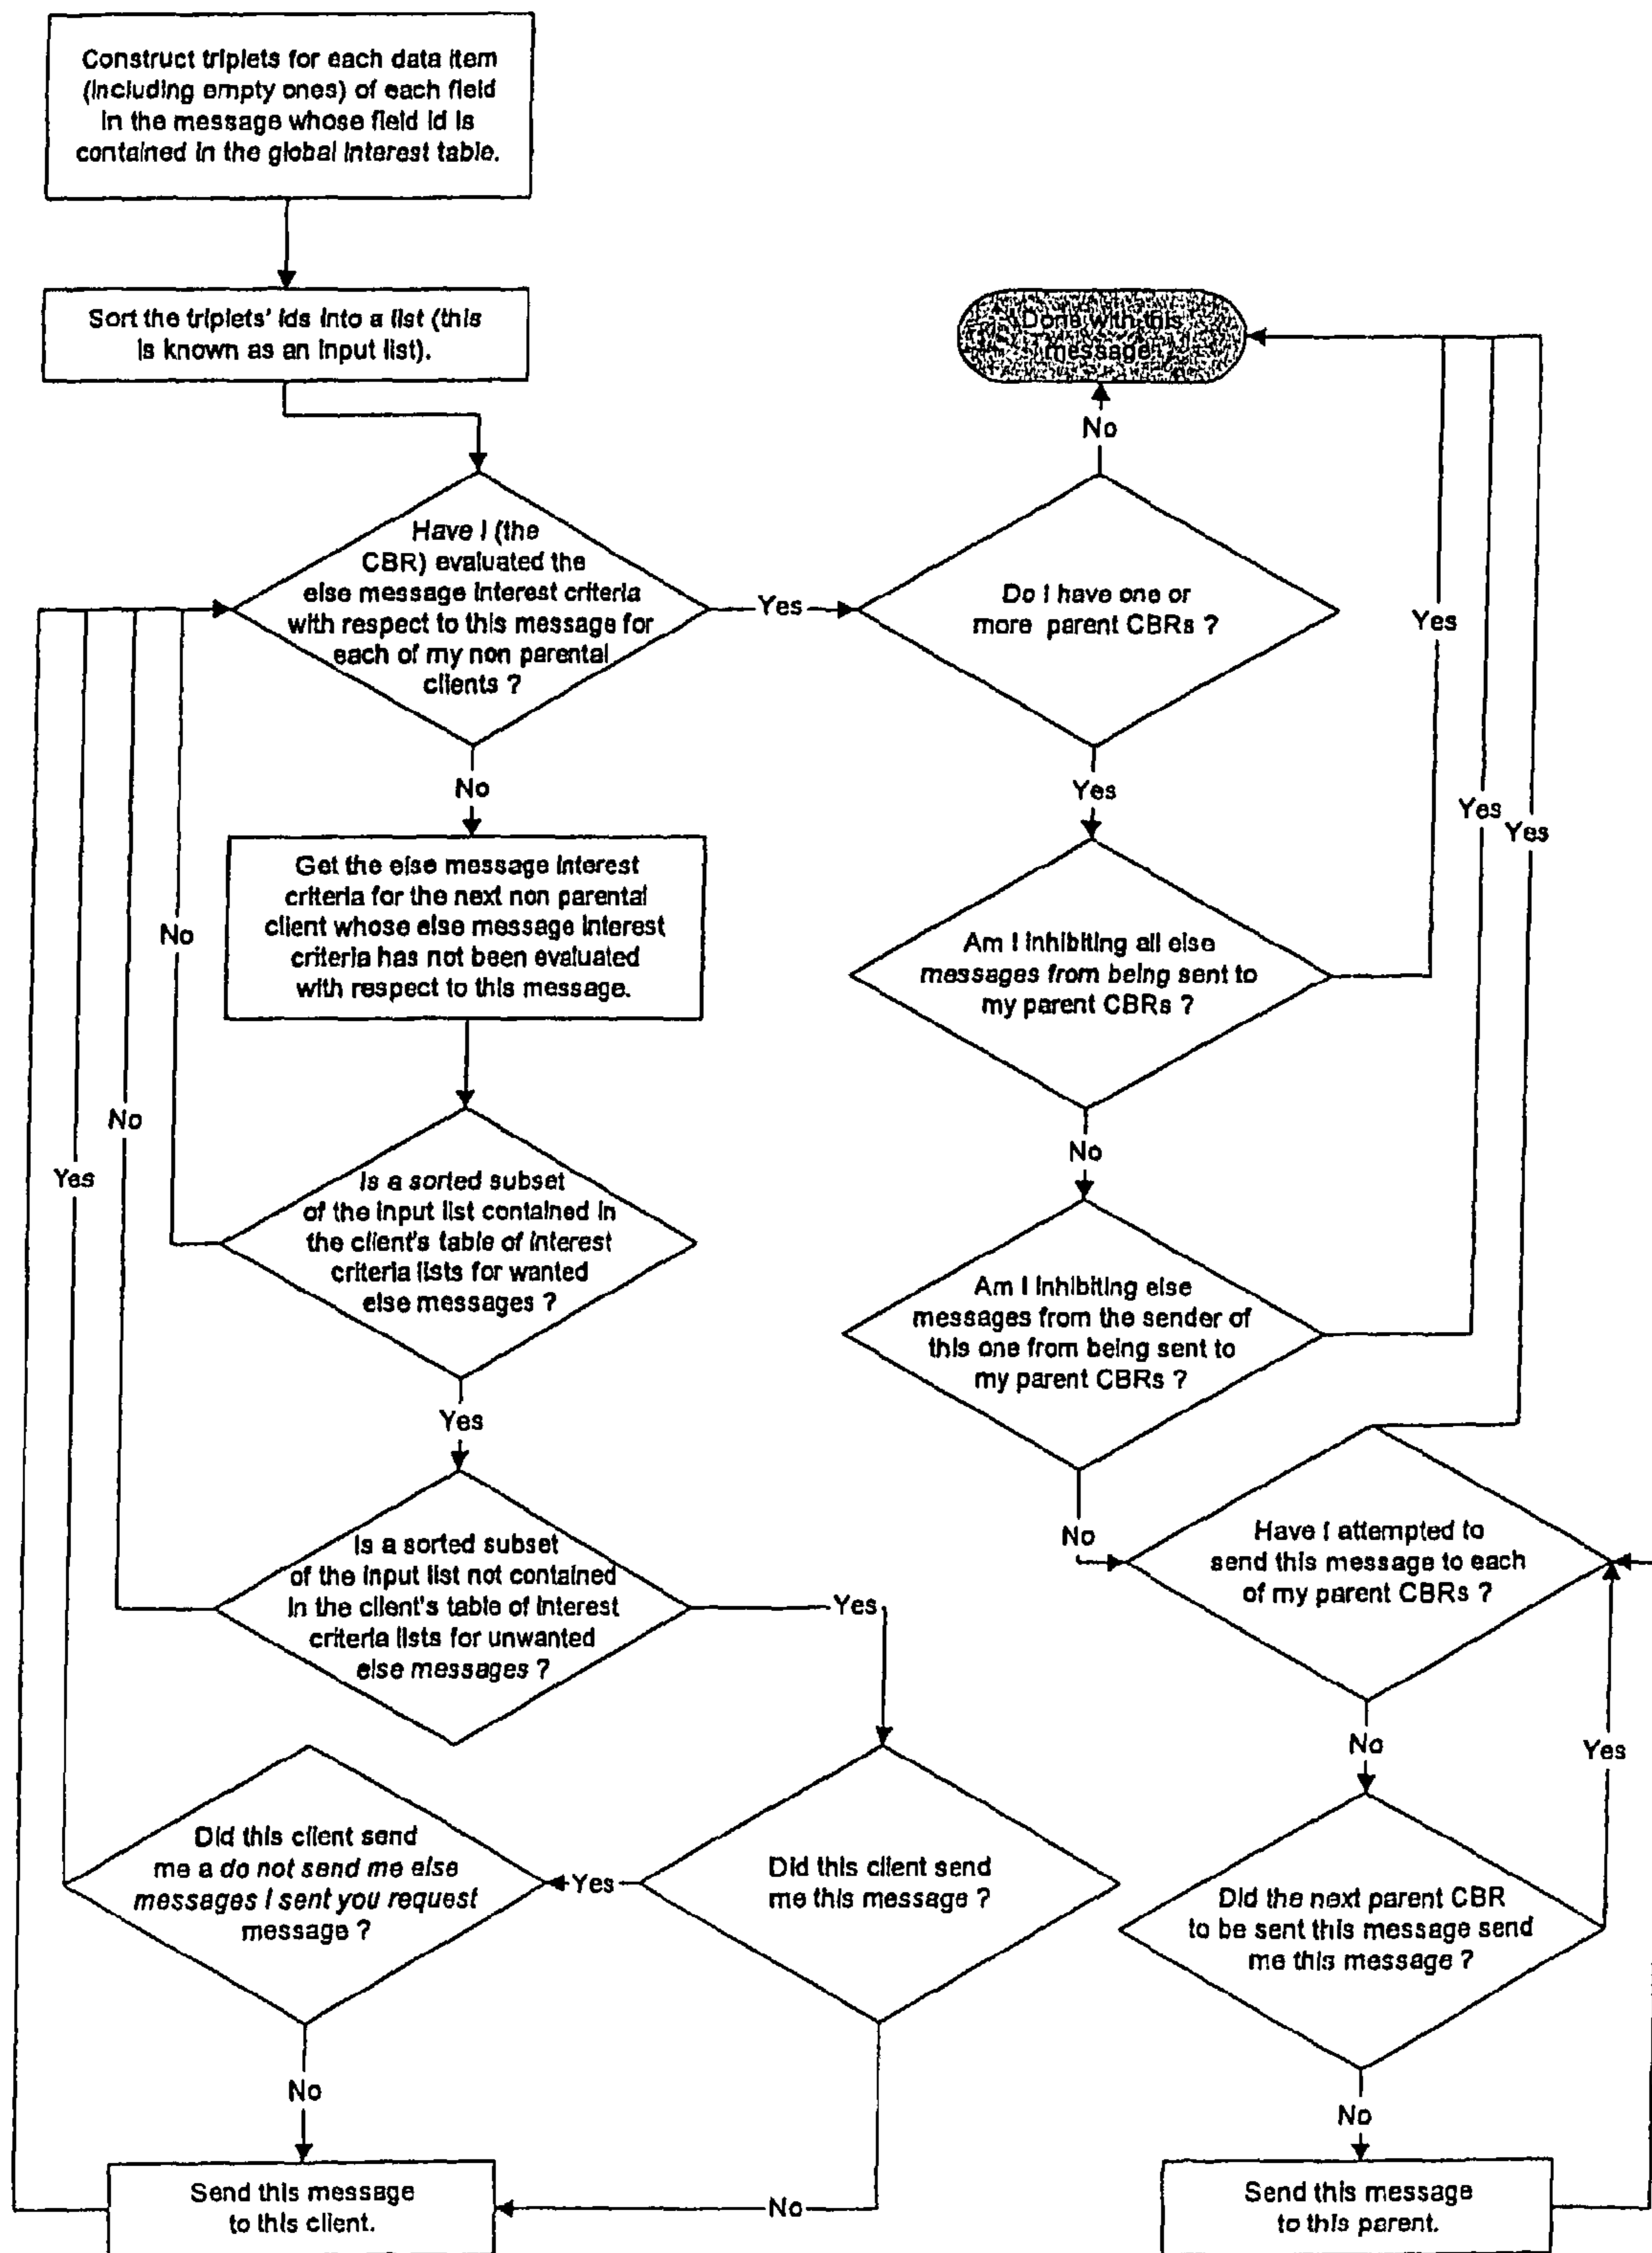 Construct triplets for each data item
(including empty ones) of each field
in the message whose field id is
contained in the global interest table.
Sort the triplets' ids into a list (this
is known as an input list).
Done with this
message.
No
Have I (the
CBR) evaluated the
else message interest criteria
with respect to this message for
each of my non parental
clients ?
Yes
Do I have one or
more parent CBRs ?
Yes
No
Yes
Yes
Yes
Get the else message interest
criteria for the next non parental
client whose else message interest
criteria has not been evaluated
with respect to this message.
No
Am I inhibiting all else
messages from being sent to
my parent CBRs ?
No
No
Yes
Is a sorted subset
of the input list contained in
the client's table of interest
criteria lists for wanted
else messages ?
Am I inhibiting else
messages from the sender of
this one from being sent to
my parent CBRs ?
Yes
No
Have I attempted to
send this message to each
of my parent CBRs ?
Is a sorted subset
of the input list not contained
in the client's table of interest
criteria lists for unwanted
else messages ?
Yes
No
Yes
Did this client send
me a do not send me else
messages I sent you request
message ?
Yes
Did this client send
me this message ?
Did the next parent CBR
to be sent this message send
me this message ?
No
No
Send this message
to this client.
No
Send this message
to this parent.